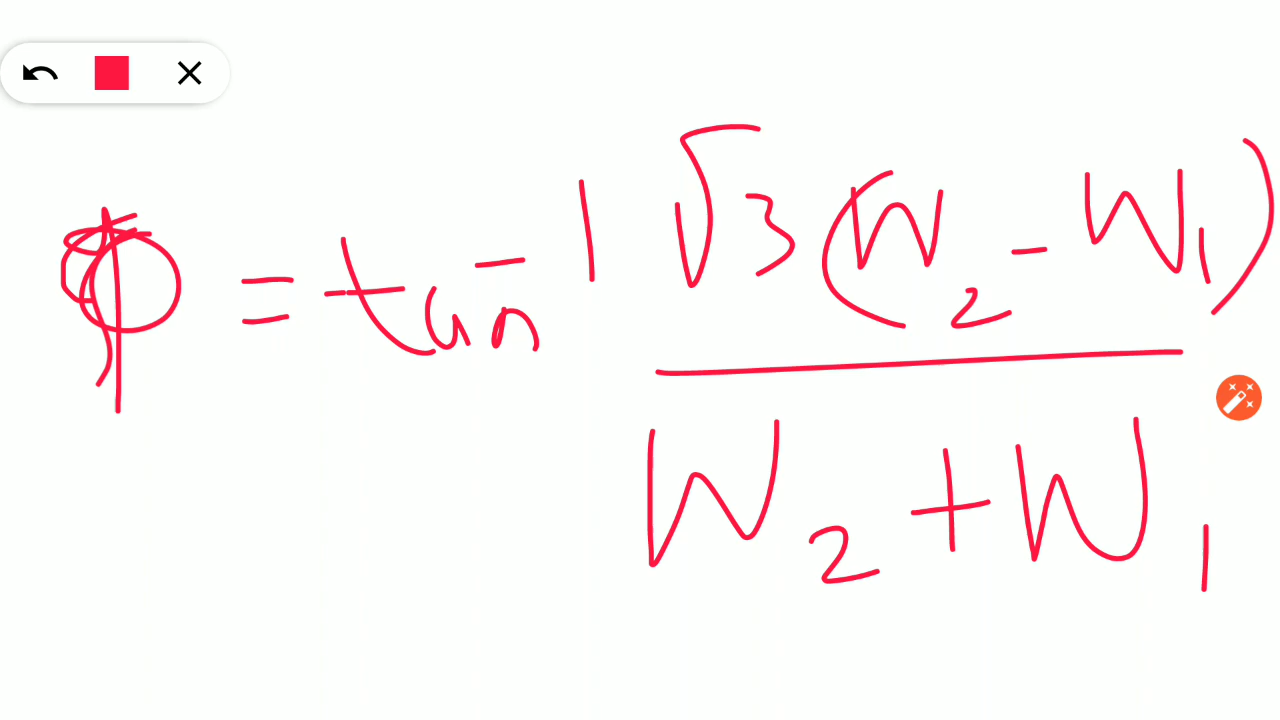 ϕ = tan⁻¹ √3(W₂ - W₁)
W₂ + W₁